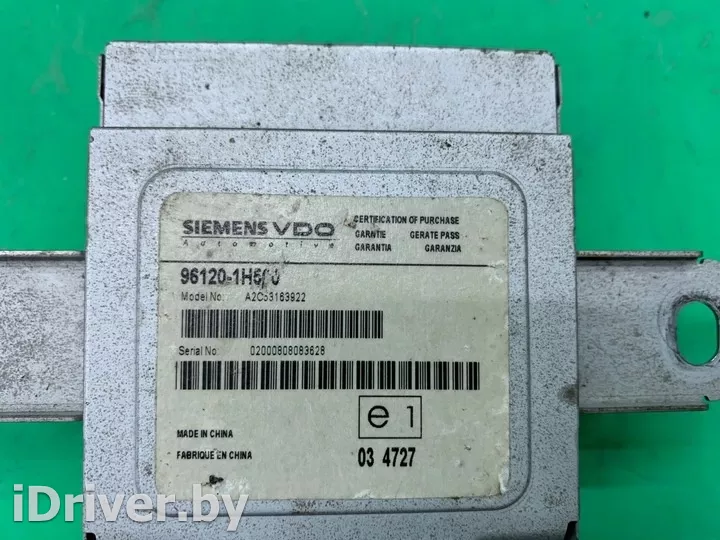 SIEMENS VDO
Automotive
CERTIFICATION OF PURCHASE
GARANTIE GERATE PASS
GARANTIA GARANZIA
Model No: A2C53163922
Serial No: 02000808083628
e1
MADE IN CHINA
FABRIQUE EN CHINA
03 4727
iDriver.by